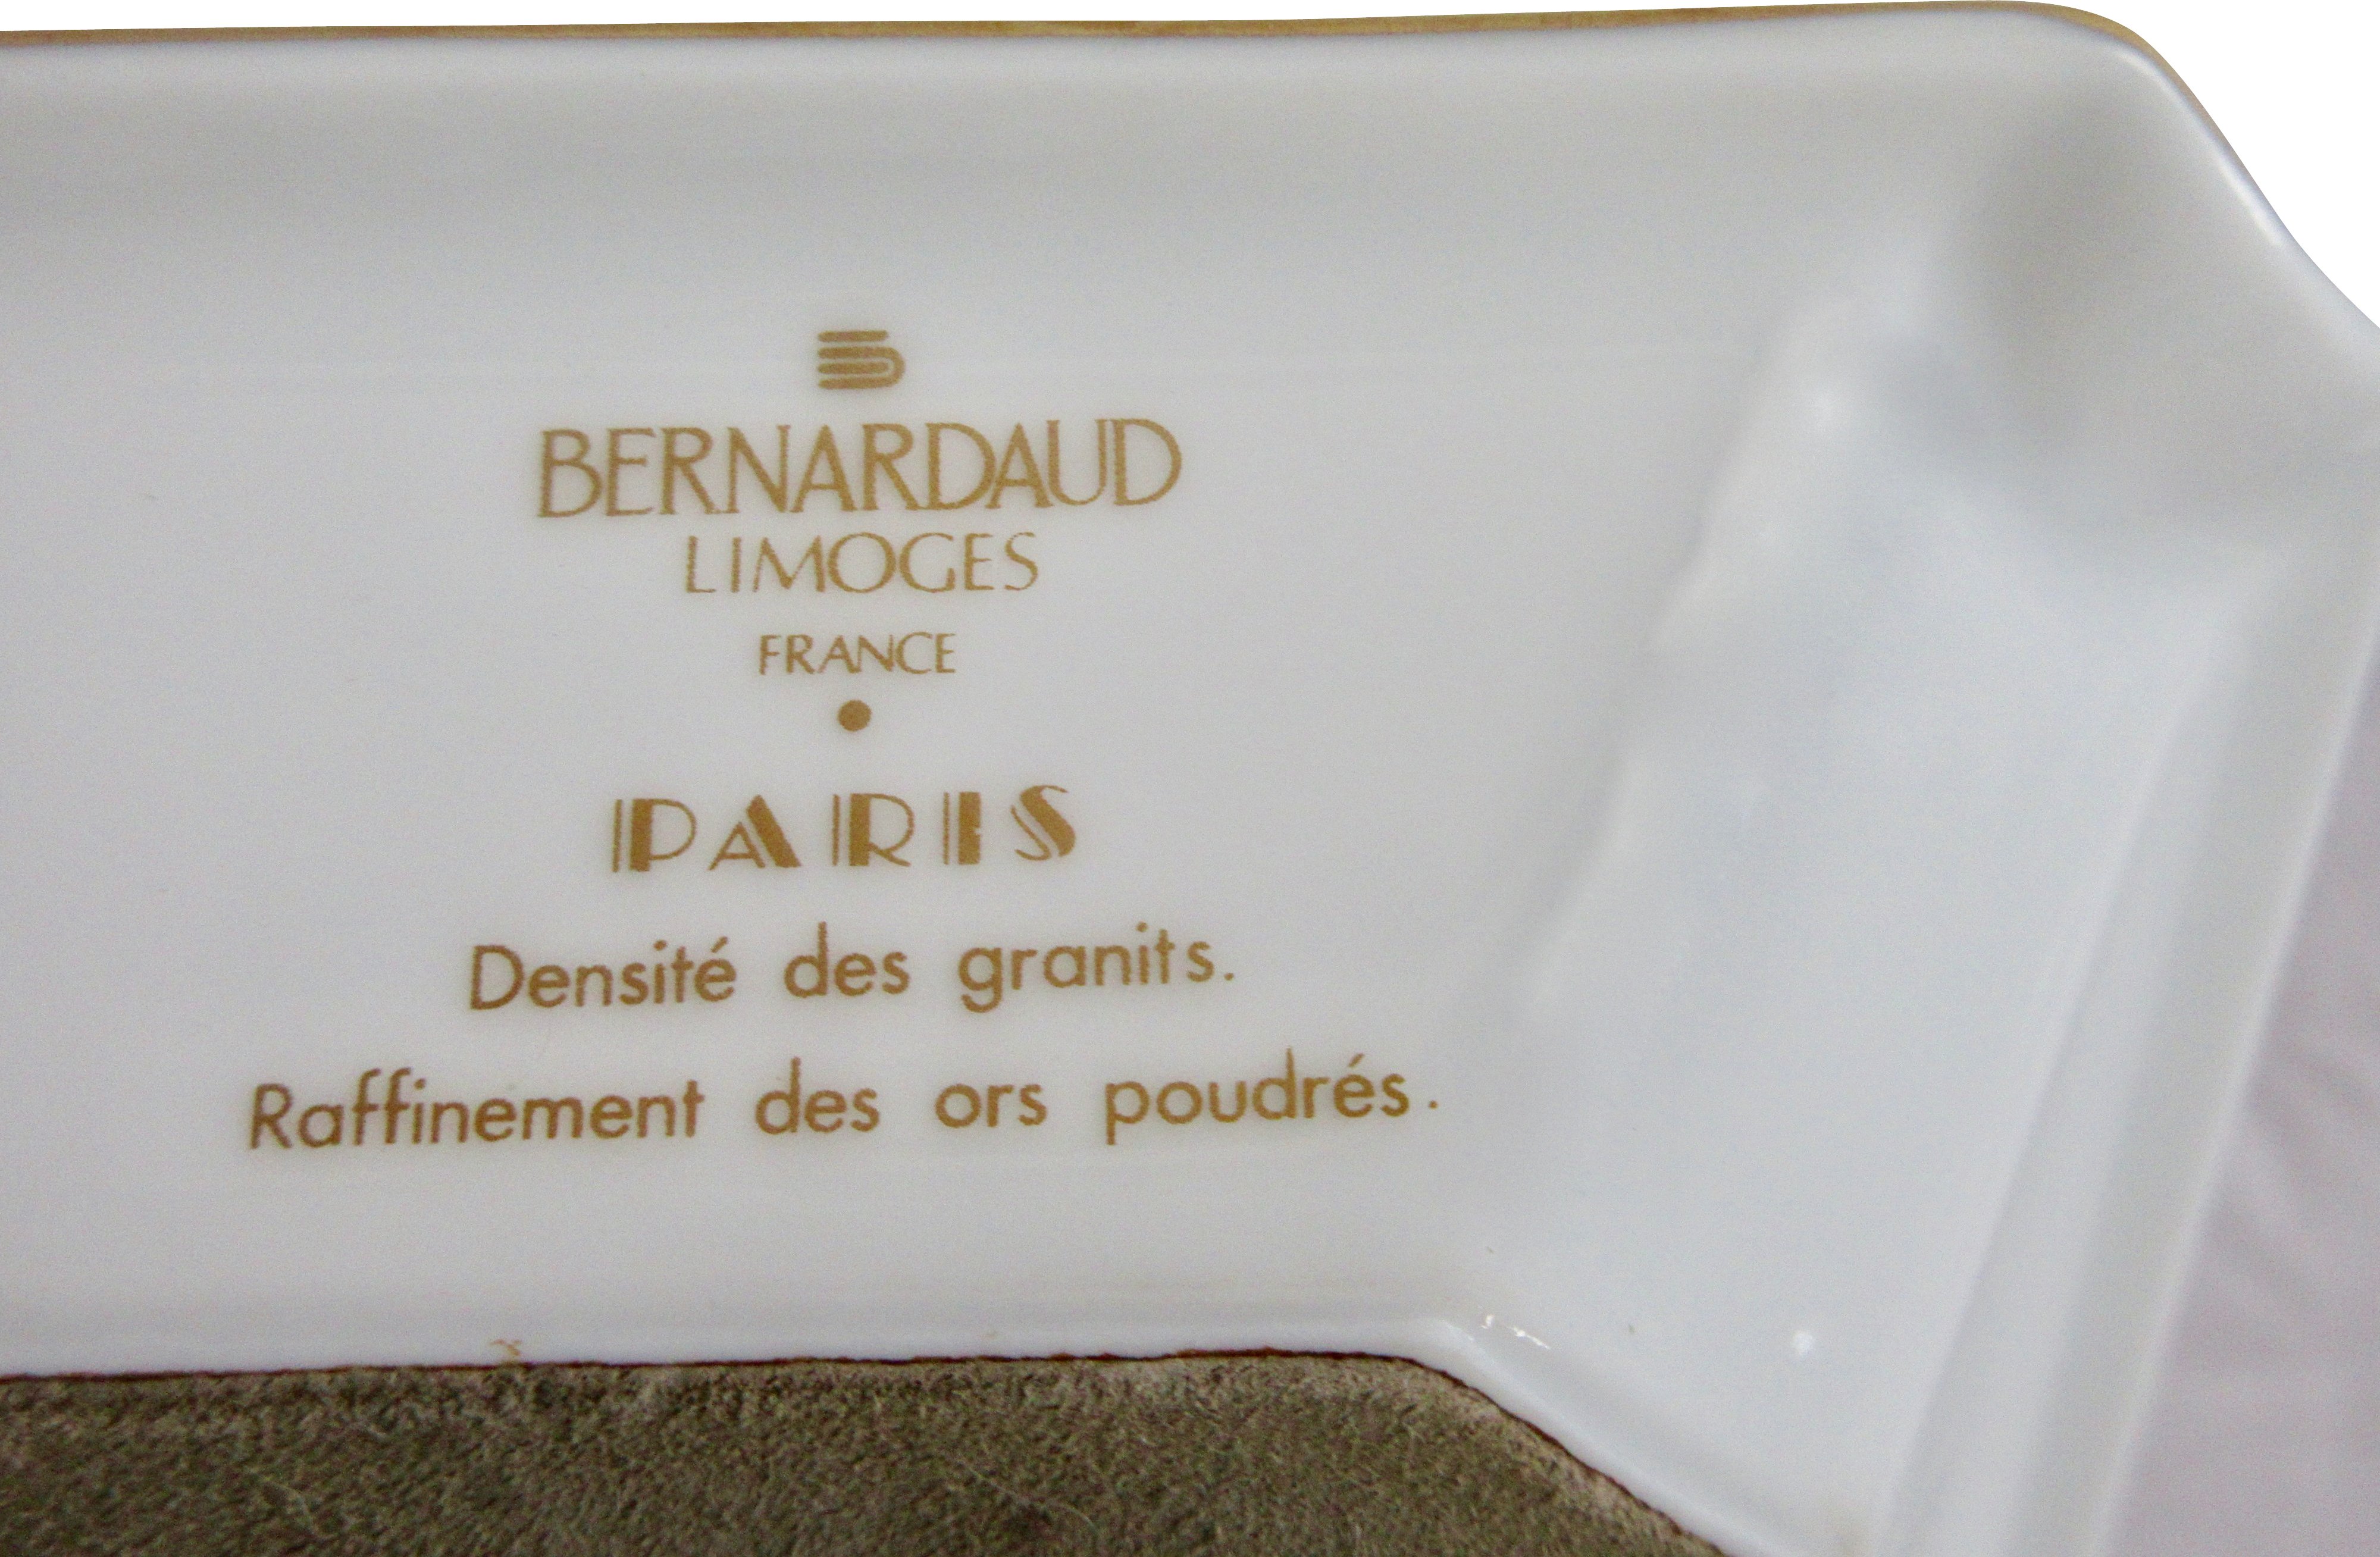 BERNARDAUD
LIMOGES
FRANCE
PARIS
Densité des granits.
Raffinement des ors poudrés.